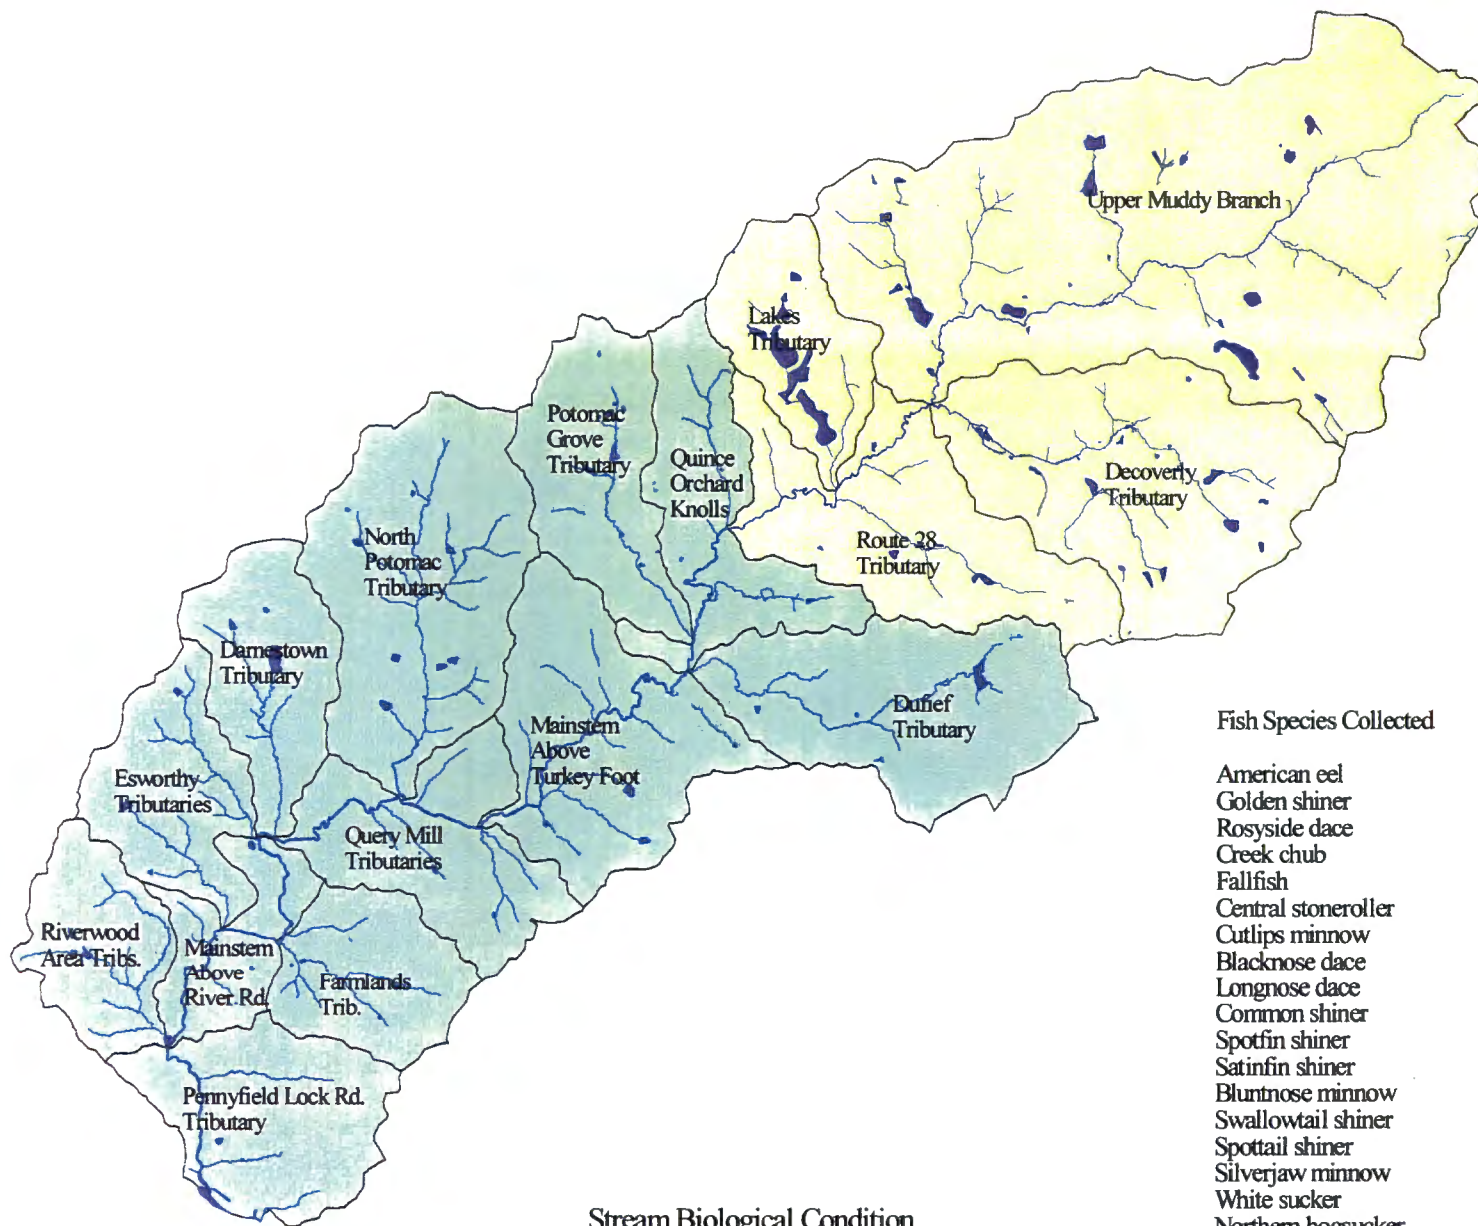 Upper Muddy Branch
Lakes
Tributary
Potomac
Grove
Tributary
Quince
Orchard
Knolls
Decoverly
Tributary
North
Potomac
Tributary
Route 28
Tributary
Darnestown
Tributary
Dufief
Tributary
Mainstem
Above
Turkey Foot
Esworthy
Tributaries
Query Mill
Tributaries
Riverwood
Area Tribs.
Mainstem
Above
River Rd.
Farmlands
Trib.
Pennyfield Lock Rd.
Tributary
Fish Species Collected
American eel
Golden shiner
Rosyside dace
Creek chub
Fallfish
Central stoneroller
Cutlips minnow
Blacknose dace
Longnose dace
Common shiner
Spotfin shiner
Satinfin shiner
Bluntnose minnow
Swallowtail shiner
Spottail shiner
Silverjaw minnow
White sucker
Northern hogsucker
Stream Biological Condition